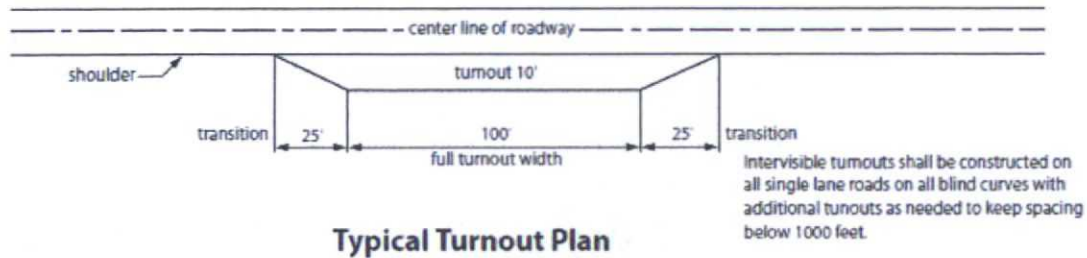 center line of roadway
shoulder
turnout 10'
transition
25'
100'
25'
transition
full turnout width
Intervisible turnouts shall be constructed on
all single lane roads on all blind curves with
additional tunouts as needed to keep spacing
below 1000 feet.
Typical Turnout Plan